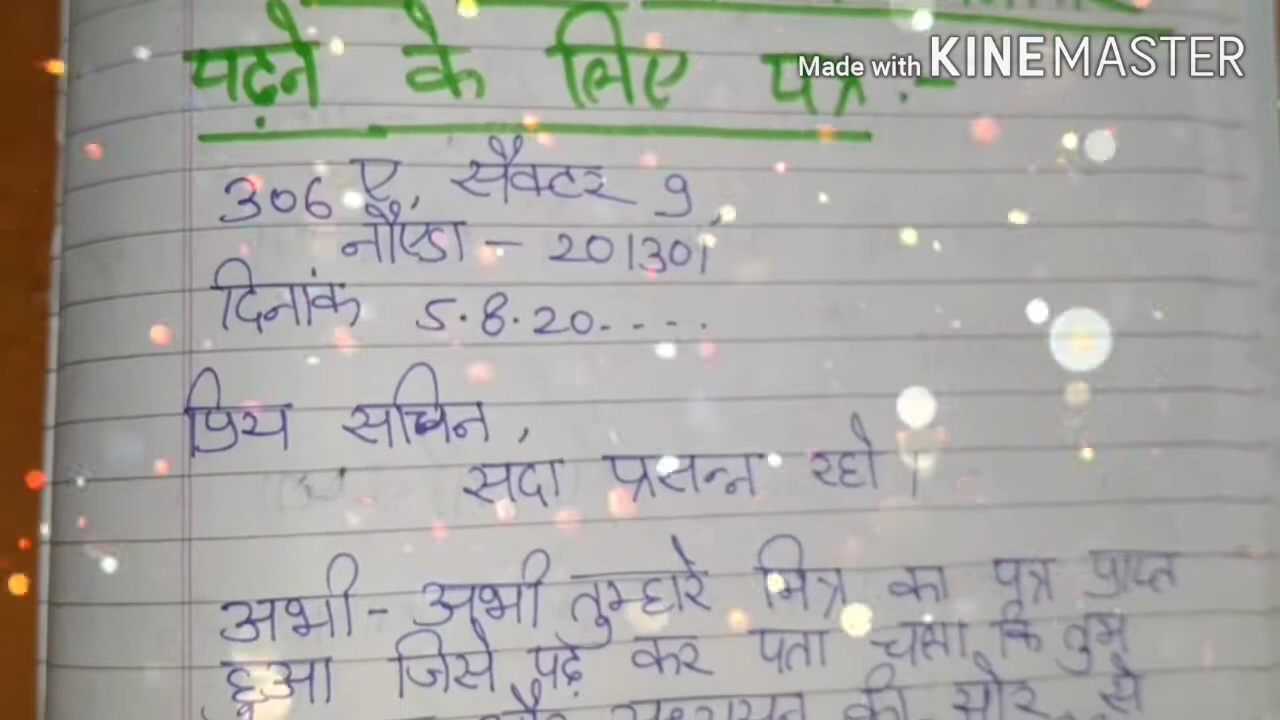 पढ़ने के लिए पत्र :-
Made with KINEMASTER
306 ए, सैक्टर 9,
नौएडा - 201301
दिनांक 5.8.20....
प्रिय सचिन,
सदा प्रसन्न रहो।
अभी - अभी तुम्हारे मित्र का पत्र प्राप्त
हुआ जिसे पढ़ कर पता चला कि तुम
की ओर से